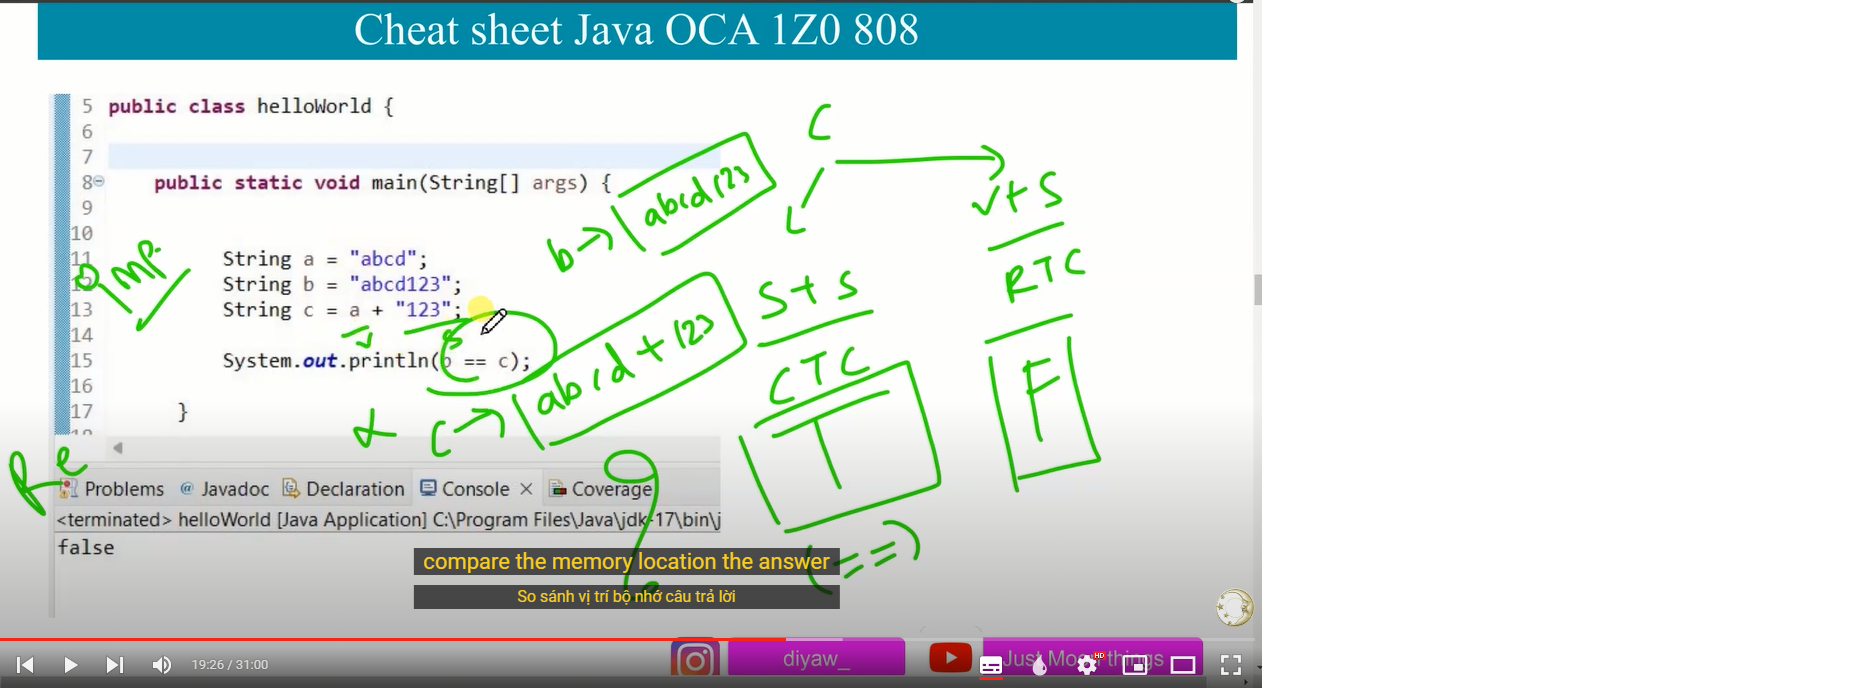 Cheat sheet Java OCA 1Z0 808
5 public class helloWorld {
6
7
8 public static void main(String[] args) {
9
10
11 String a = "abcd";
12 String b = "abcd123";
13 String c = a + "123";
14
15 System.out.println(b == c);
16
17 }
18
IMP.
b → abcd123
c → abcd+123
C
L
S+S
CTC
T
(==)
V+S
RTC
F
V
S
Re
Problems @ Javadoc Declaration Console × Coverage
<terminated> helloWorld [Java Application] C:\Program Files\Java\jdk-17\bin\j
false
compare the memory location the answer
So sánh vị trí bộ nhớ câu trả lời
diyaw_
Just Moon things
19:26 / 31:00
HD